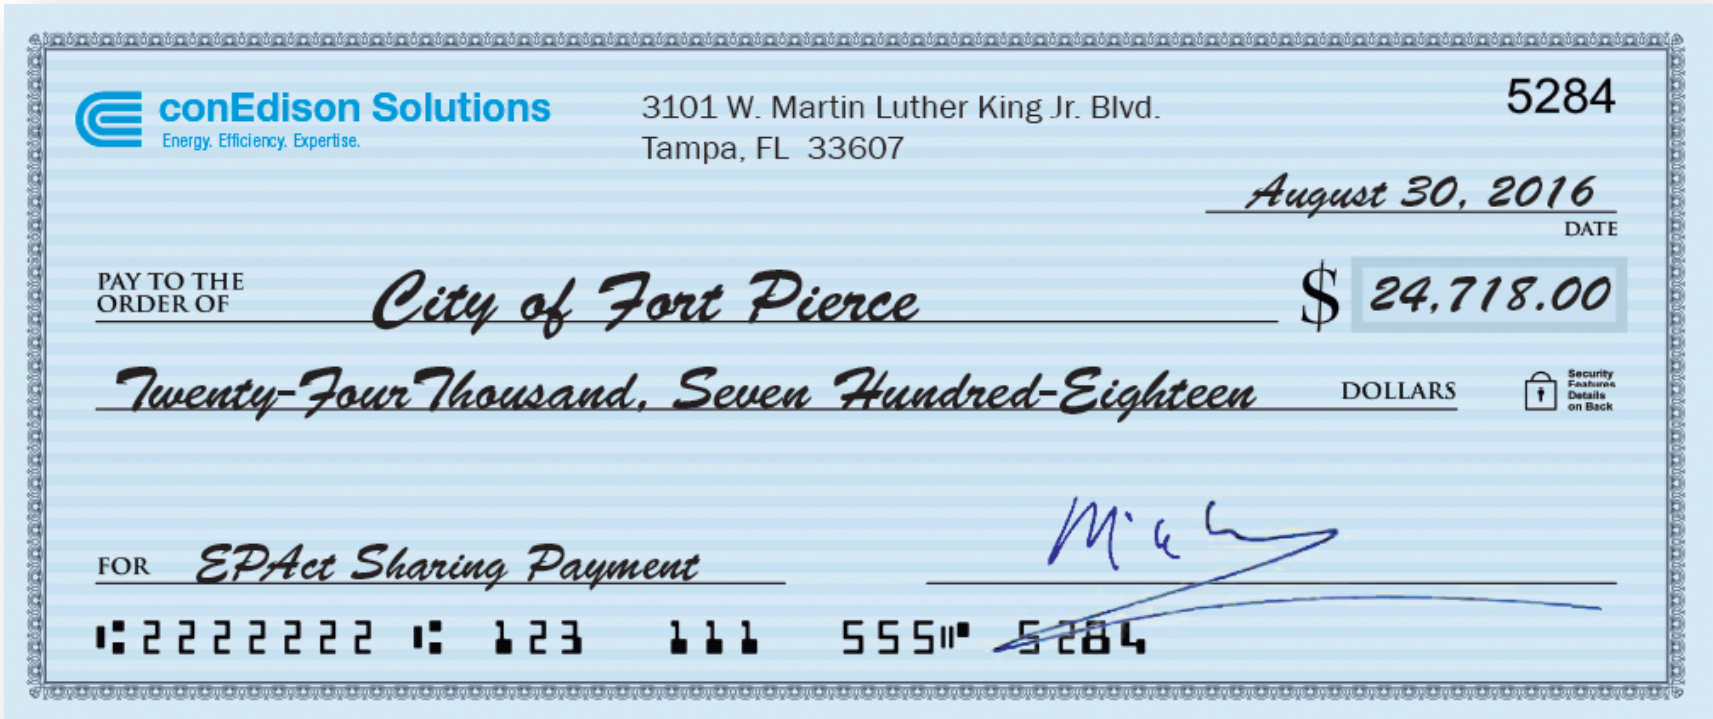 conEdison Solutions
Energy. Efficiency. Expertise.
3101 W. Martin Luther King Jr. Blvd.
Tampa, FL 33607
5284
August 30, 2016
DATE
PAY TO THE
ORDER OF
City of Fort Pierce
$ 24,718.00
Twenty-Four Thousand, Seven Hundred-Eighteen DOLLARS
Security
Features
Details
on Back
FOR EPAct Sharing Payment
⑆2222222⑆ 123 111 555⑈ 5284